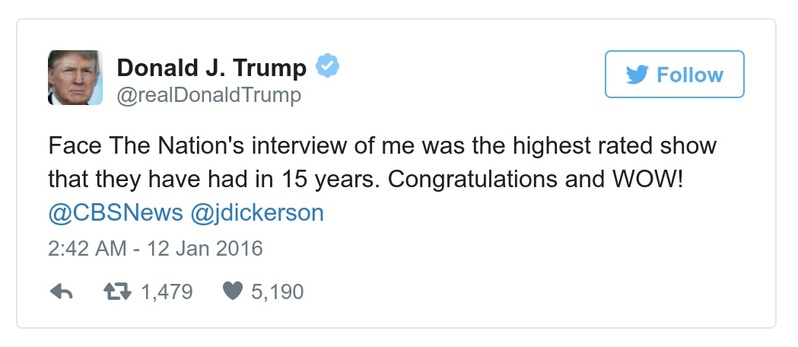 Donald J. Trump
@realDonaldTrump
Follow
Face The Nation's interview of me was the highest rated show
that they have had in 15 years. Congratulations and WOW!
@CBSNews @jdickerson
2:42 AM - 12 Jan 2016
1,479 5,190